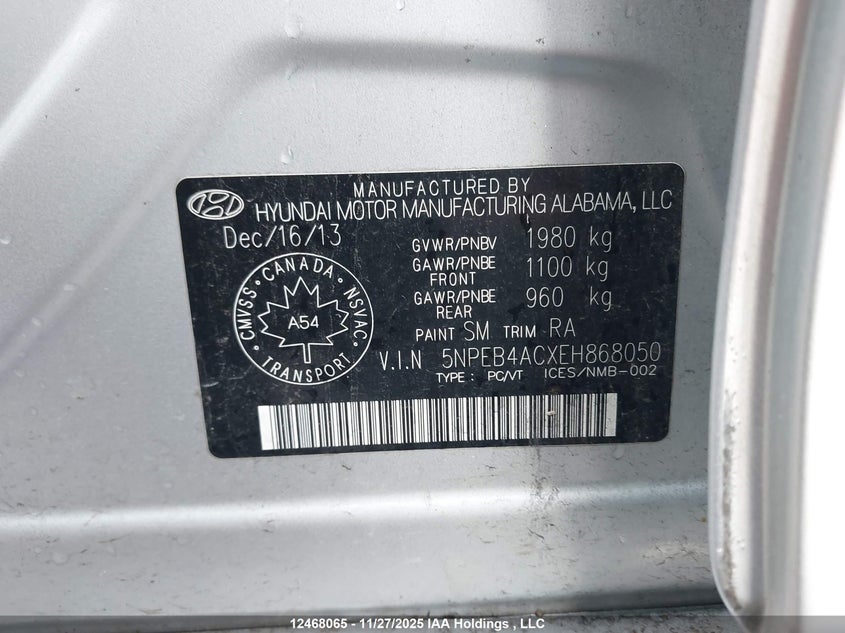 MANUFACTURED BY
HYUNDAI MOTOR MANUFACTURING ALABAMA, LLC
Dec/16/13
GVWR/PNBV 1980 kg
GAWR/PNBE FRONT 1100 kg
GAWR/PNBE REAR 960 kg
PAINT SM TRIM RA
CANADA
CMVSS NSVAC
A54
TRANSPORT
V.I.N 5NPEB4ACXEH868050
TYPE : PC/VT ICES/NMB-002
12468065 - 11/27/2025 IAA Holdings , LLC